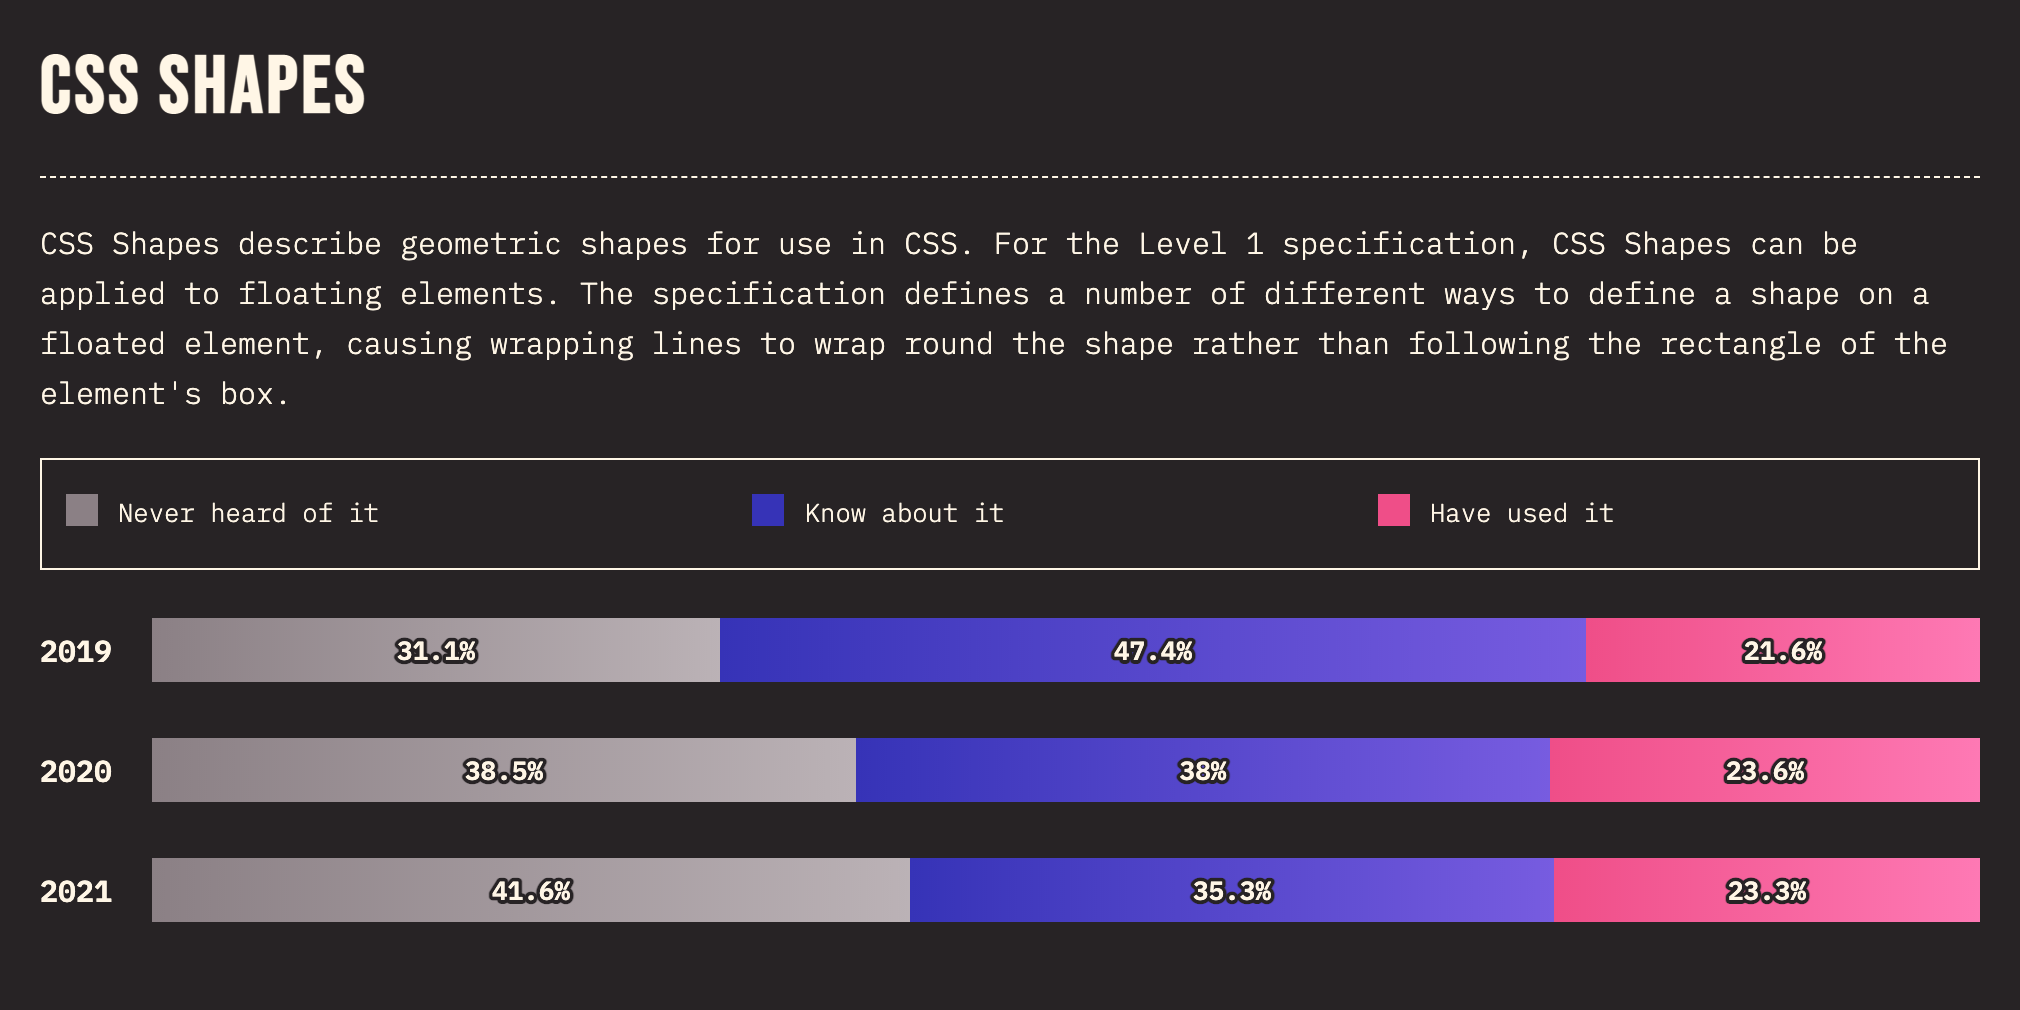 CSS SHAPES
CSS Shapes describe geometric shapes for use in CSS. For the Level 1 specification, CSS Shapes can be
applied to floating elements. The specification defines a number of different ways to define a shape on a
floated element, causing wrapping lines to wrap round the shape rather than following the rectangle of the
element's box.
Never heard of it Know about it Have used it
2019 31.1% 47.4% 21.6%
2020 38.5% 38% 23.6%
2021 41.6% 35.3% 23.3%